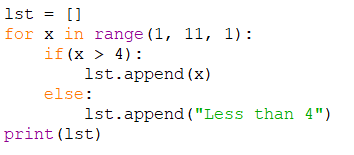 lst = []
for x in range(1, 11, 1):
    if(x > 4):
        lst.append(x)
    else:
        lst.append("Less than 4")
print(lst)